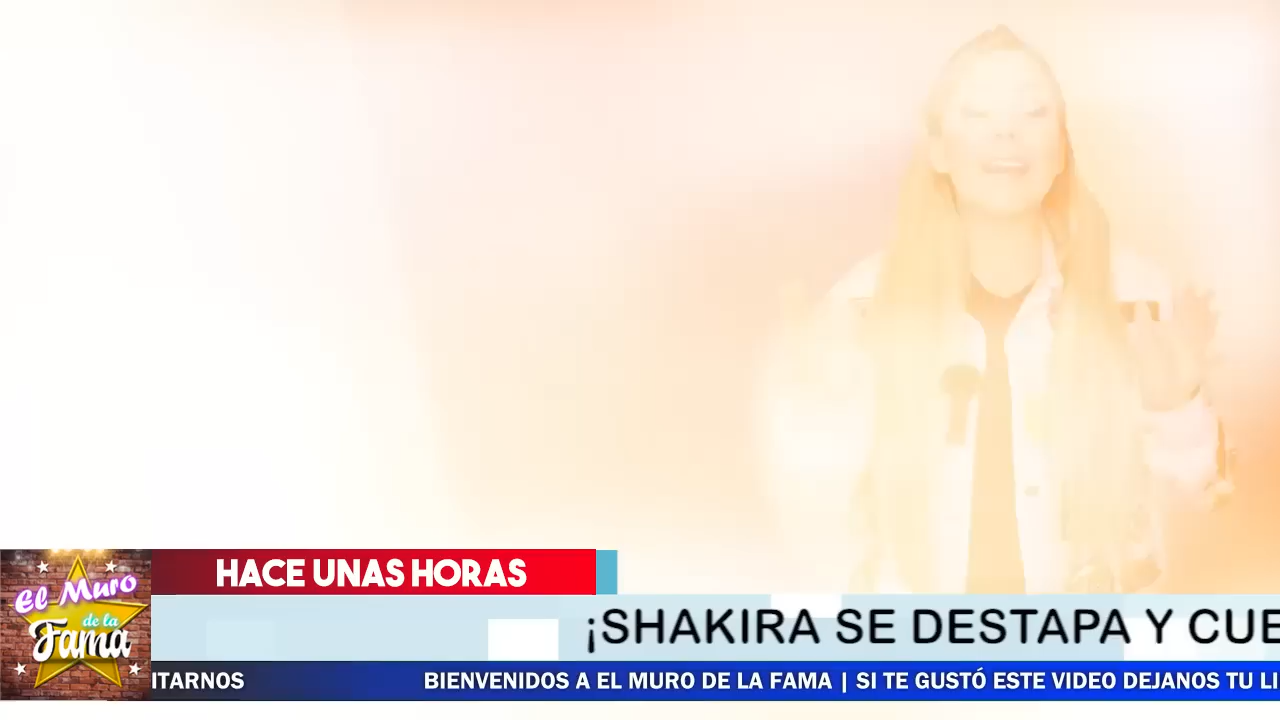 HACE UNAS HORAS
El Muro
de la
Fama
¡SHAKIRA SE DESTAPA Y CUE
ITARNOS BIENVENIDOS A EL MURO DE LA FAMA | SI TE GUSTÓ ESTE VIDEO DEJANOS TU LI